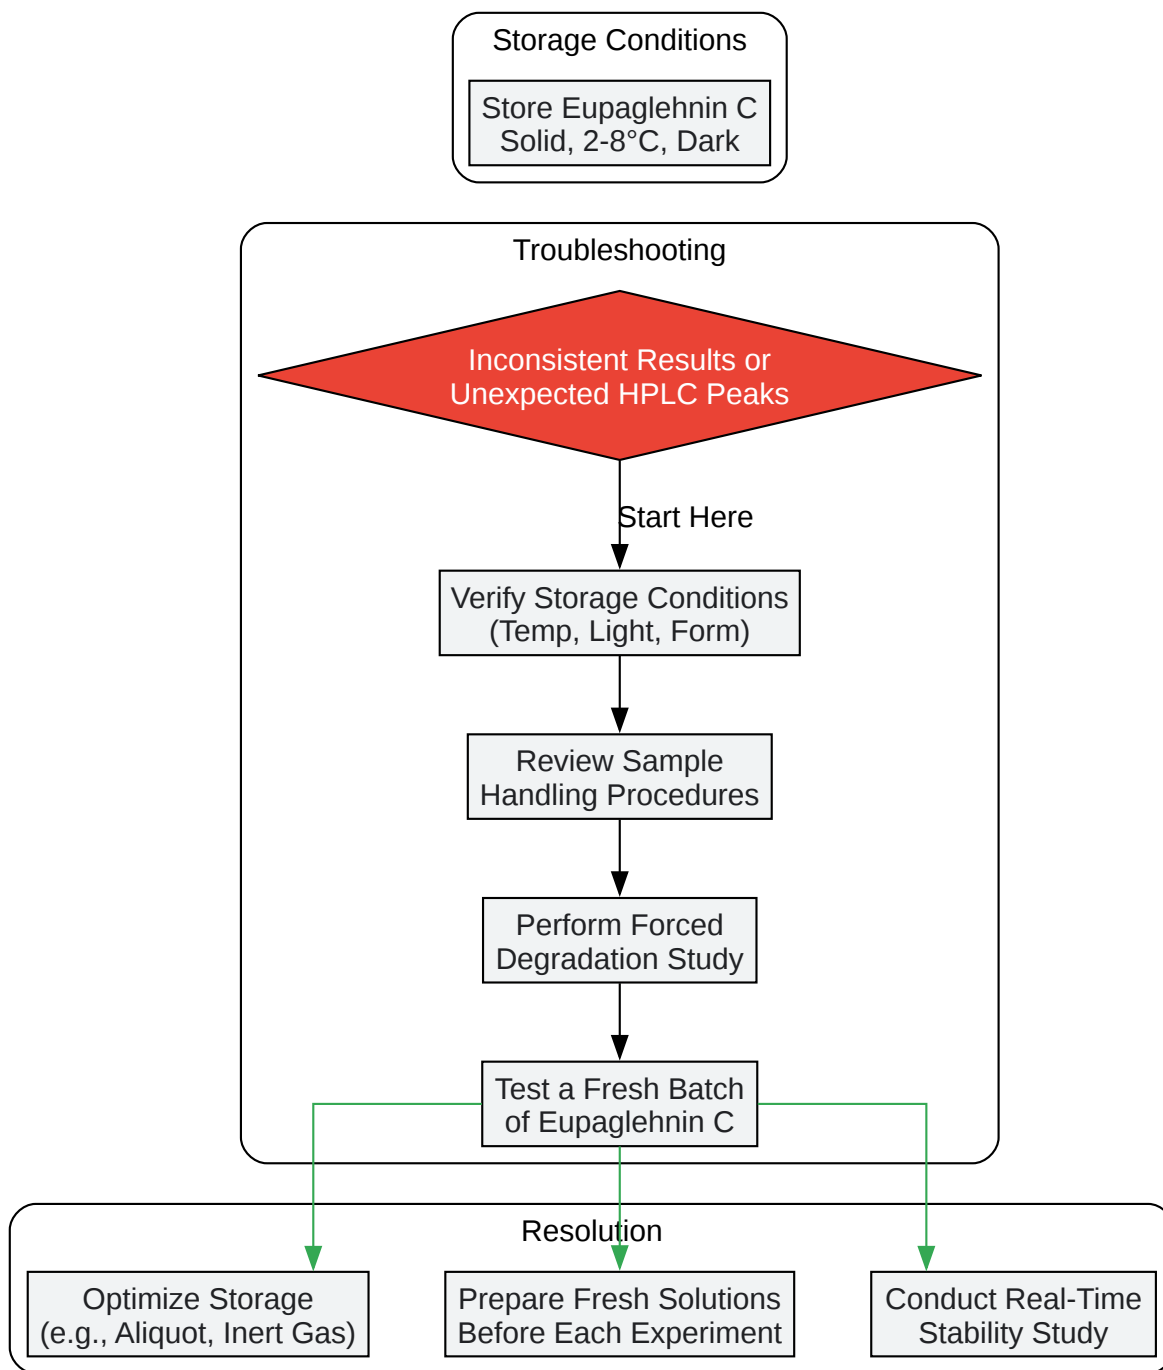 Storage Conditions
Store Eupaglehnin C
Solid, 2-8°C, Dark
Troubleshooting
Inconsistent Results or
Unexpected HPLC Peaks
Start Here
Verify Storage Conditions
(Temp, Light, Form)
Review Sample
Handling Procedures
Perform Forced
Degradation Study
Test a Fresh Batch
of Eupaglehnin C
Resolution
Optimize Storage
(e.g., Aliquot, Inert Gas)
Prepare Fresh Solutions
Before Each Experiment
Conduct Real-Time
Stability Study